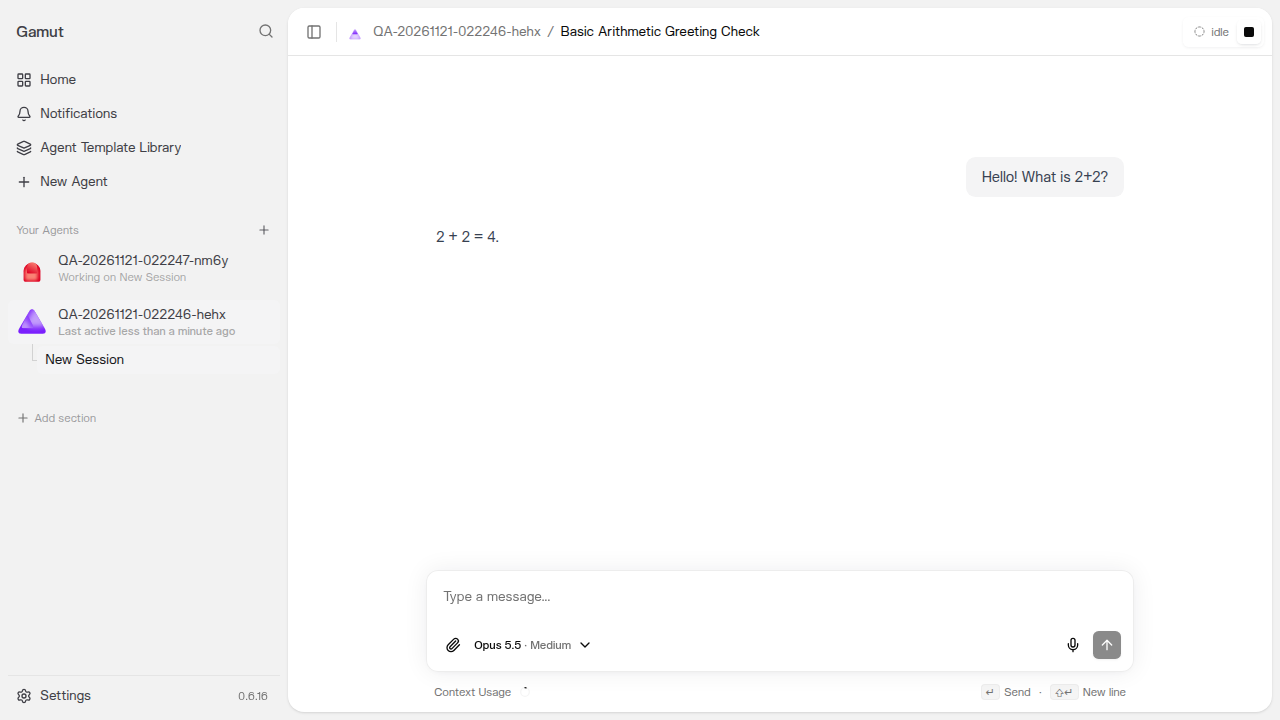 Gamut
Home
Notifications
Agent Template Library
New Agent
Your Agents
QA-20261121-022247-nm6y
Working on New Session
QA-20261121-022246-hehx
Last active less than a minute ago
New Session
Add section
Settings
0.6.16
QA-20261121-022246-hehx / Basic Arithmetic Greeting Check
idle
Hello! What is 2+2?
2 + 2 = 4.
Type a message...
Opus 5.5 · Medium
Context Usage
↵ Send · ⇧↵ New line